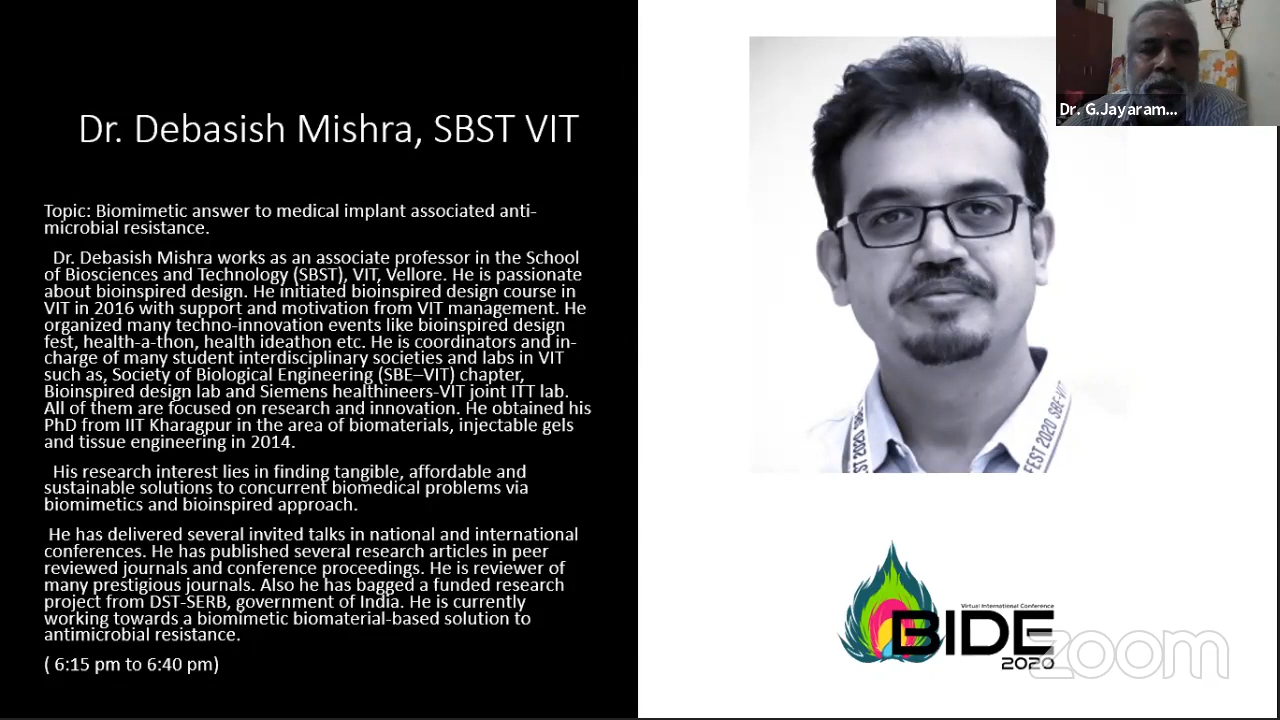 Dr. Debasish Mishra, SBST VIT
Topic: Biomimetic answer to medical implant associated anti-
microbial resistance.
Dr. Debasish Mishra works as an associate professor in the School
of Biosciences and Technology (SBST), VIT, Vellore. He is passionate
about bioinspired design. He initiated bioinspired design course in
VIT in 2016 with support and motivation from VIT management. He
organized many techno-innovation events like bioinspired design
fest, health-a-thon, health ideathon etc. He is coordinators and in-
charge of many student interdisciplinary societies and labs in VIT
such as, Society of Biological Engineering (SBE–VIT) chapter,
Bioinspired design lab and Siemens healthineers-VIT joint ITT lab.
All of them are focused on research and innovation. He obtained his
PhD from IIT Kharagpur in the area of biomaterials, injectable gels
and tissue engineering in 2014.
His research interest lies in finding tangible, affordable and
sustainable solutions to concurrent biomedical problems via
biomimetics and bioinspired approach.
He has delivered several invited talks in national and international
conferences. He has published several research articles in peer
reviewed journals and conference proceedings. He is reviewer of
many prestigious journals. Also he has bagged a funded research
project from DST-SERB, government of India. He is currently
working towards a biomimetic biomaterial-based solution to
antimicrobial resistance.
( 6:15 pm to 6:40 pm)
Dr. G.Jayaram...
FEST 2020 SBE-VIT
Virtual International Conference
BIDE
2020
zoom